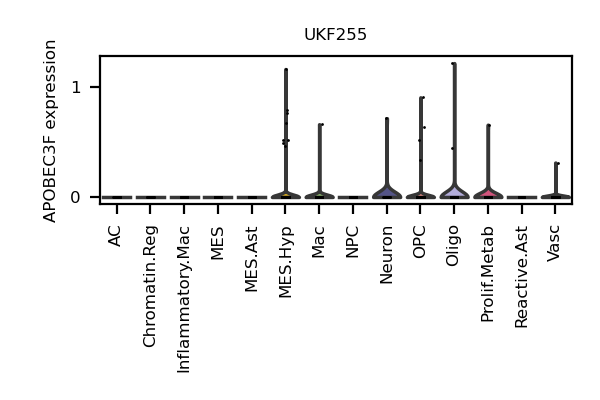 UKF255
APOBEC3F expression
1
0
AC
Chromatin.Reg
Inflammatory.Mac
MES
MES.Ast
MES.Hyp
Mac
NPC
Neuron
OPC
Oligo
Prolif.Metab
Reactive.Ast
Vasc